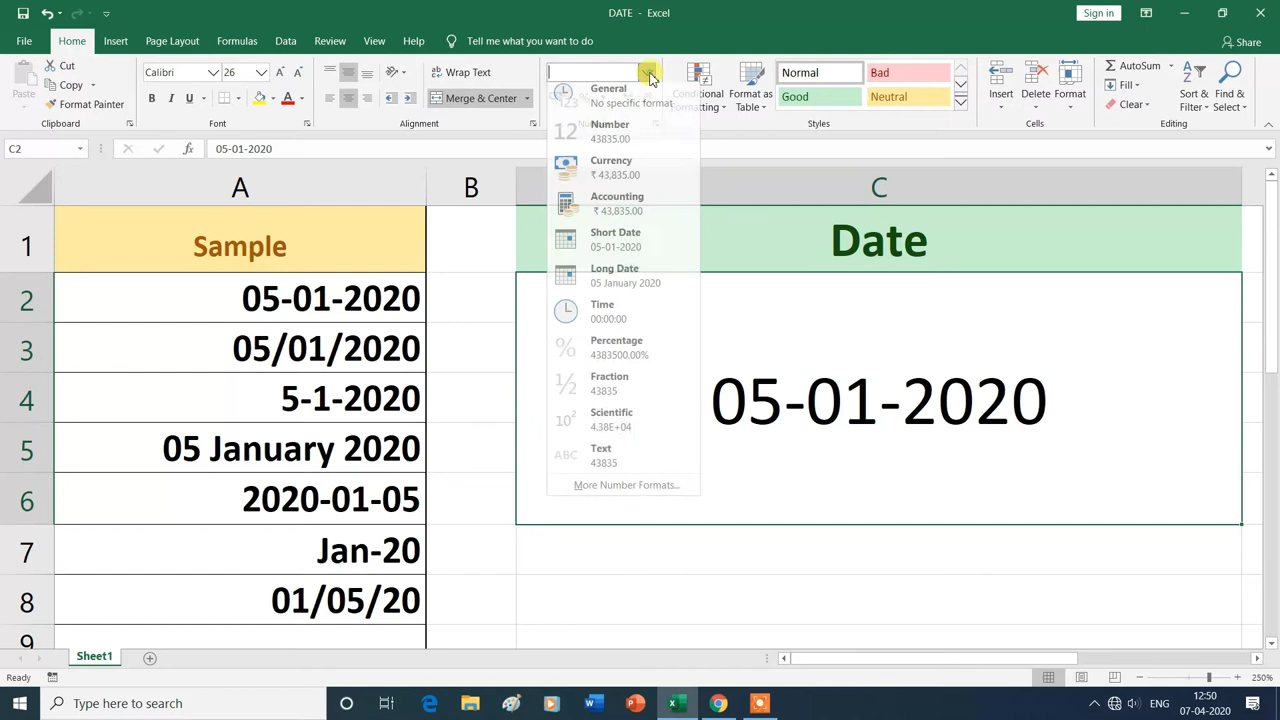 DATE - Excel
Sign in
File Home Insert Page Layout Formulas Data Review View Help Tell me what you want to do Share
Paste
Cut
Copy
Format Painter
Clipboard
Calibri 26
B I U A
Font
Wrap Text
Merge & Center
Alignment
Conditional
Formatting
Format as
Table
Normal Bad
Good Neutral
Styles
Insert Delete Format
Cells
AutoSum
Fill
Clear
Sort &
Filter
Find &
Select
Editing
C2 fx 05-01-2020
General
No specific format
Number
43835.00
Currency
₹ 43,835.00
Accounting
₹ 43,835.00
Short Date
05-01-2020
Long Date
05 January 2020
Time
00:00:00
Percentage
4383500.00%
Fraction
43835
Scientific
4.38E+04
Text
43835
More Number Formats...
A B C
1 Sample Date
2 05-01-2020
3 05/01/2020
4 5-1-2020 05-01-2020
5 05 January 2020
6 2020-01-05
7 Jan-20
8 01/05/20
9
Sheet1
Ready 250%
Type here to search
ENG
12:50
07-04-2020